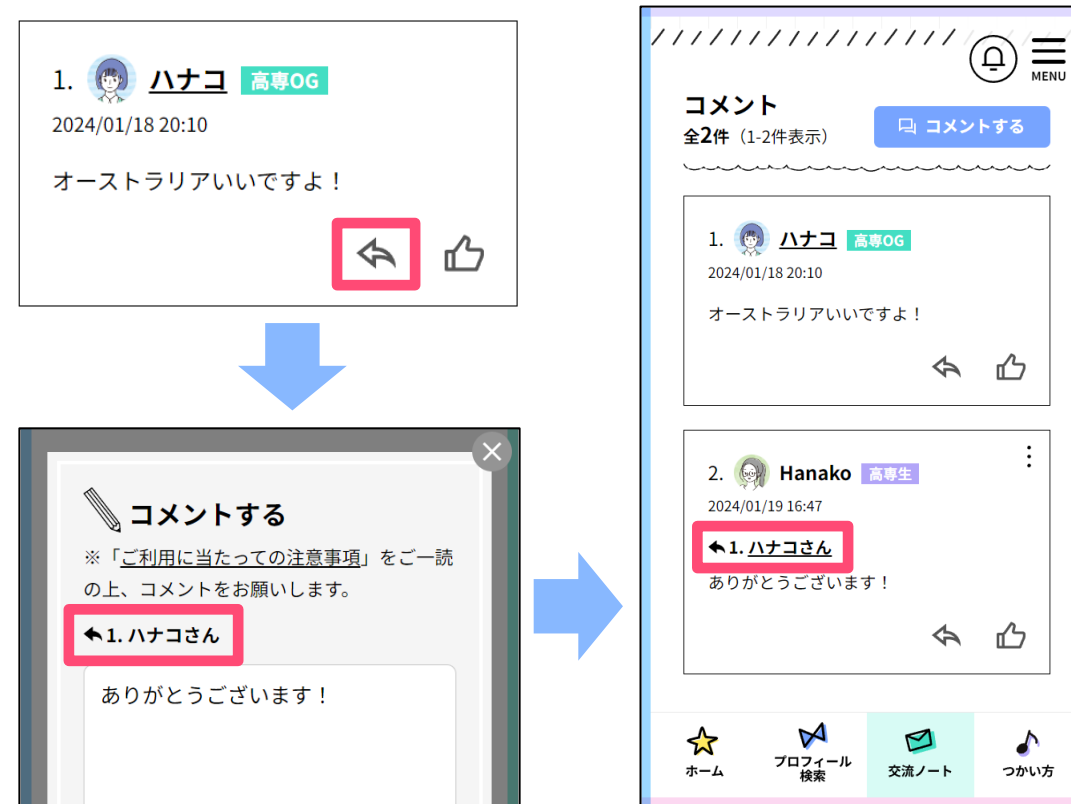 1. ハナコ 高専OG
2024/01/18 20:10
オーストラリアいいですよ！
コメントする
※「ご利用に当たっての注意事項」をご一読
の上、コメントをお願いします。
1. ハナコさん
ありがとうございます！
MENU
コメント
全2件（1-2件表示）
コメントする
1. ハナコ 高専OG
2024/01/18 20:10
オーストラリアいいですよ！
2. Hanako 高専生
2024/01/19 16:47
1. ハナコさん
ありがとうございます！
ホーム
プロフィール
検索
交流ノート
つかい方